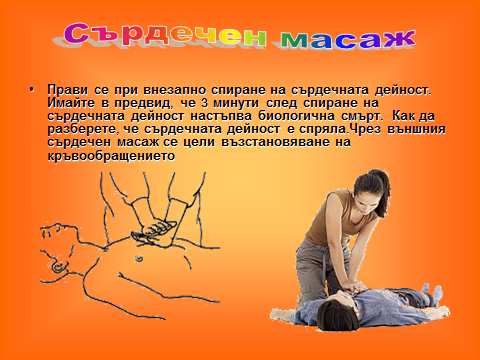 Сърдечен масаж
• Прави се при внезапно спиране на сърдечната дейност.
Имайте в предвид, че 3 минути след спиране на
сърдечната дейност настъпва биологична смърт. Как да
разберете, че сърдечната дейност е спряла.Чрез външния
сърдечен масаж се цели възстановяване на
кръвообращението